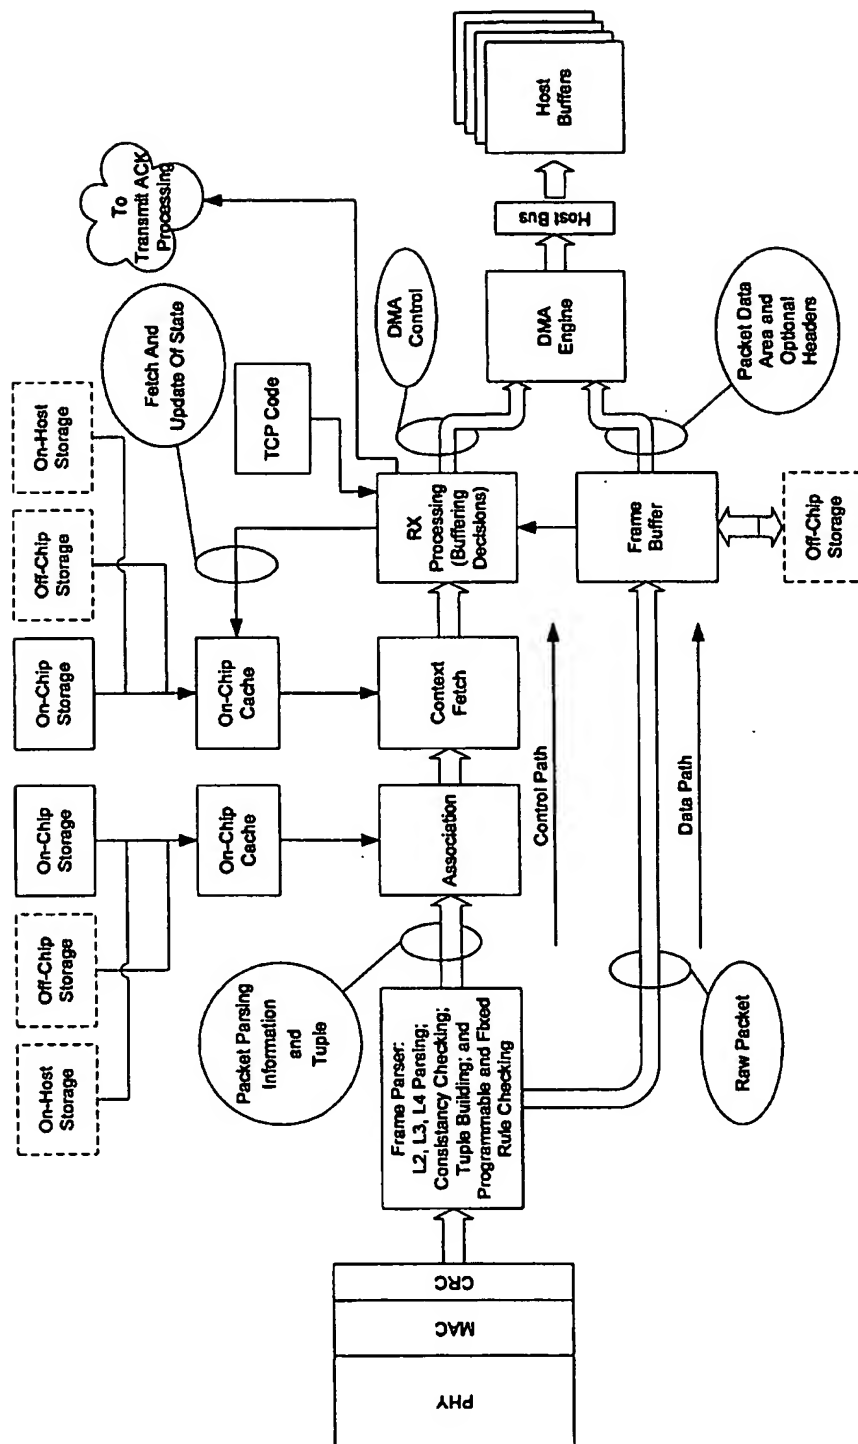 PHY
MAC
CRC
Frame Parser:
L2, L3, L4 Parsing;
Consistancy Checking;
Tuple Building; and
Programmable and Fixed
Rule Checking
Packet Parsing
Information
and
Tuple
Raw Packet
On-Host
Storage
Off-Chip
Storage
On-Chip
Storage
On-Chip
Cache
Association
On-Chip
Storage
Off-Chip
Storage
On-Host
Storage
On-Chip
Cache
Context
Fetch
Fetch And
Update Of State
TCP Code
RX
Processing
(Buffering
Decisions)
To
Transmit ACK
Processing
Control Path
Data Path
Frame
Buffer
Off-Chip
Storage
DMA
Control
Packet Data
Area and
Optional
Headers
DMA
Engine
Host Bus
Host
Buffers